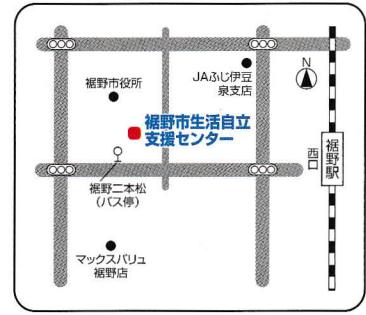 JAふじ伊豆
泉支店
N
裾野市役所
裾野市生活自立
支援センター
裾野駅
西口
裾野二本松
(バス停)
マックスバリュ
裾野店